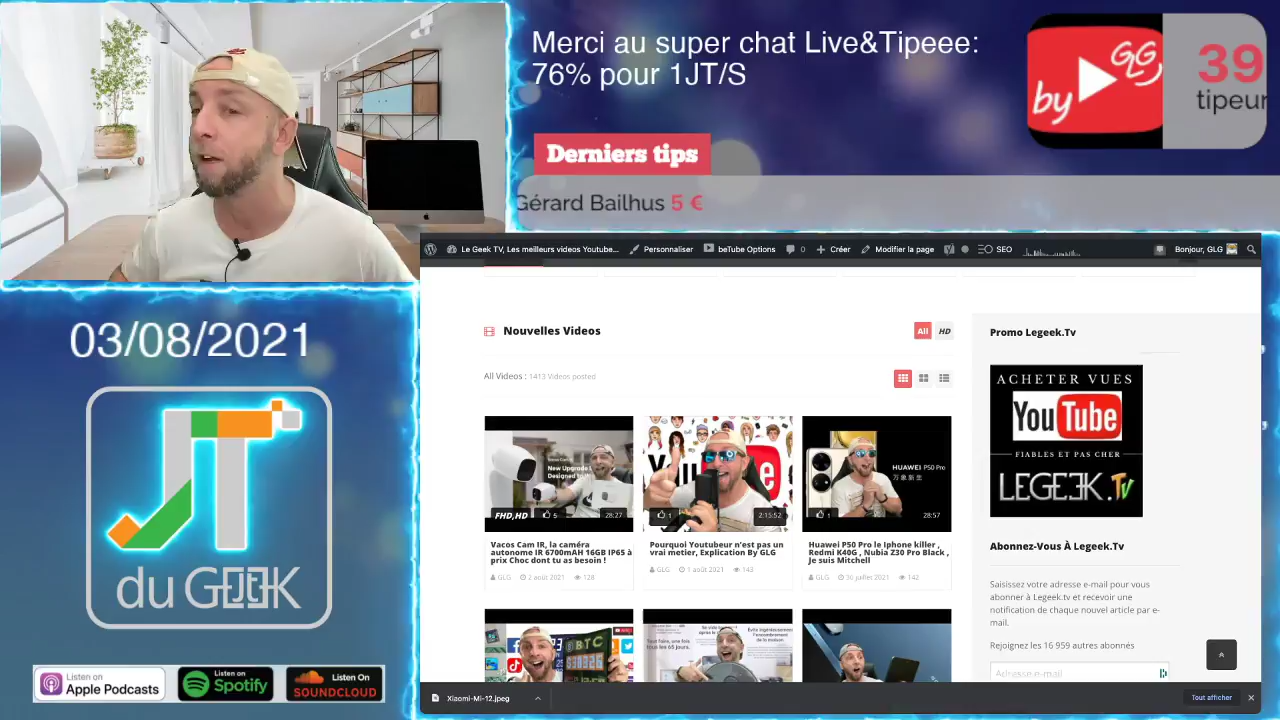 Merci au super chat Live&Tipeee:
76% pour 1JT/S
by GLG
39
tipeur
Derniers tips
Gérard Bailhus 5 €
Le Geek TV, Les meilleurs videos Youtube...
Personnaliser
beTube Options
0
Créer
Modifier la page
SEO
Bonjour, GLG
03/08/2021
JT
du GEEK
Listen on
Apple Podcasts
Listen on
Spotify
Listen On
SOUNDCLOUD
Nouvelles Videos
All
HD
All Videos : 1413 Videos posted
FHD,HD
5
28:27
Vacos Cam IR, la caméra
autonome IR 6700mAH 16GB IP65 à
prix Choc dont tu as besoin !
GLG
2 août 2021
128
1
2:15:52
Pourquoi Youtubeur n'est pas un
vrai metier, Explication By GLG
GLG
1 août 2021
143
HUAWEI P50 Pro
万象新生
1
28:57
Huawei P50 Pro le Iphone killer ,
Redmi K40G , Nubia Z30 Pro Black ,
Je suis Mitchell
GLG
30 juillet 2021
142
BTC
Promo Legeek.Tv
ACHETER VUES
YouTube
FIABLES ET PAS CHER
LEGEEK.TV
Abonnez-Vous À Legeek.Tv
Saisissez votre adresse e-mail pour vous
abonner à Legeek.tv et recevoir une
notification de chaque nouvel article par e-
mail.
Rejoignez les 16 959 autres abonnés
Adresse e-mail
Xiaomi-Mi-12.jpeg
Tout afficher